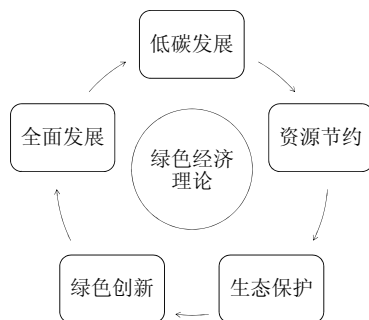 低碳发展
资源节约
生态保护
绿色创新
全面发展
绿色经济
理论